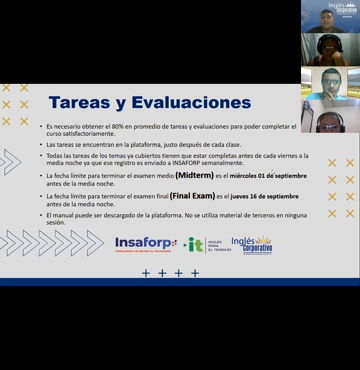 Inglés
Corporativo
Tareas y Evaluaciones
• Es necesario obtener el 80% en promedio de tareas y evaluaciones para poder completar el
curso satisfactoriamente.
• Las tareas se encuentran en la plataforma, justo después de cada clase.
• Todas las tareas de los temas ya cubiertos tienen que estar completas antes de cada viernes a la
media noche ya que ese registro es enviado a INSAFORP semanalmente.
• La fecha límite para terminar el examen medio (Midterm) es el miércoles 01 de septiembre
antes de la media noche.
• La fecha límite para terminar el examen final (Final Exam) es el jueves 16 de septiembre
antes de la media noche.
• El manual puede ser descargado de la plataforma. No se utiliza material de terceros en ninguna
sesión.
Insaforp
it INGLÉS PARA EL TRABAJO
Inglés Corporativo